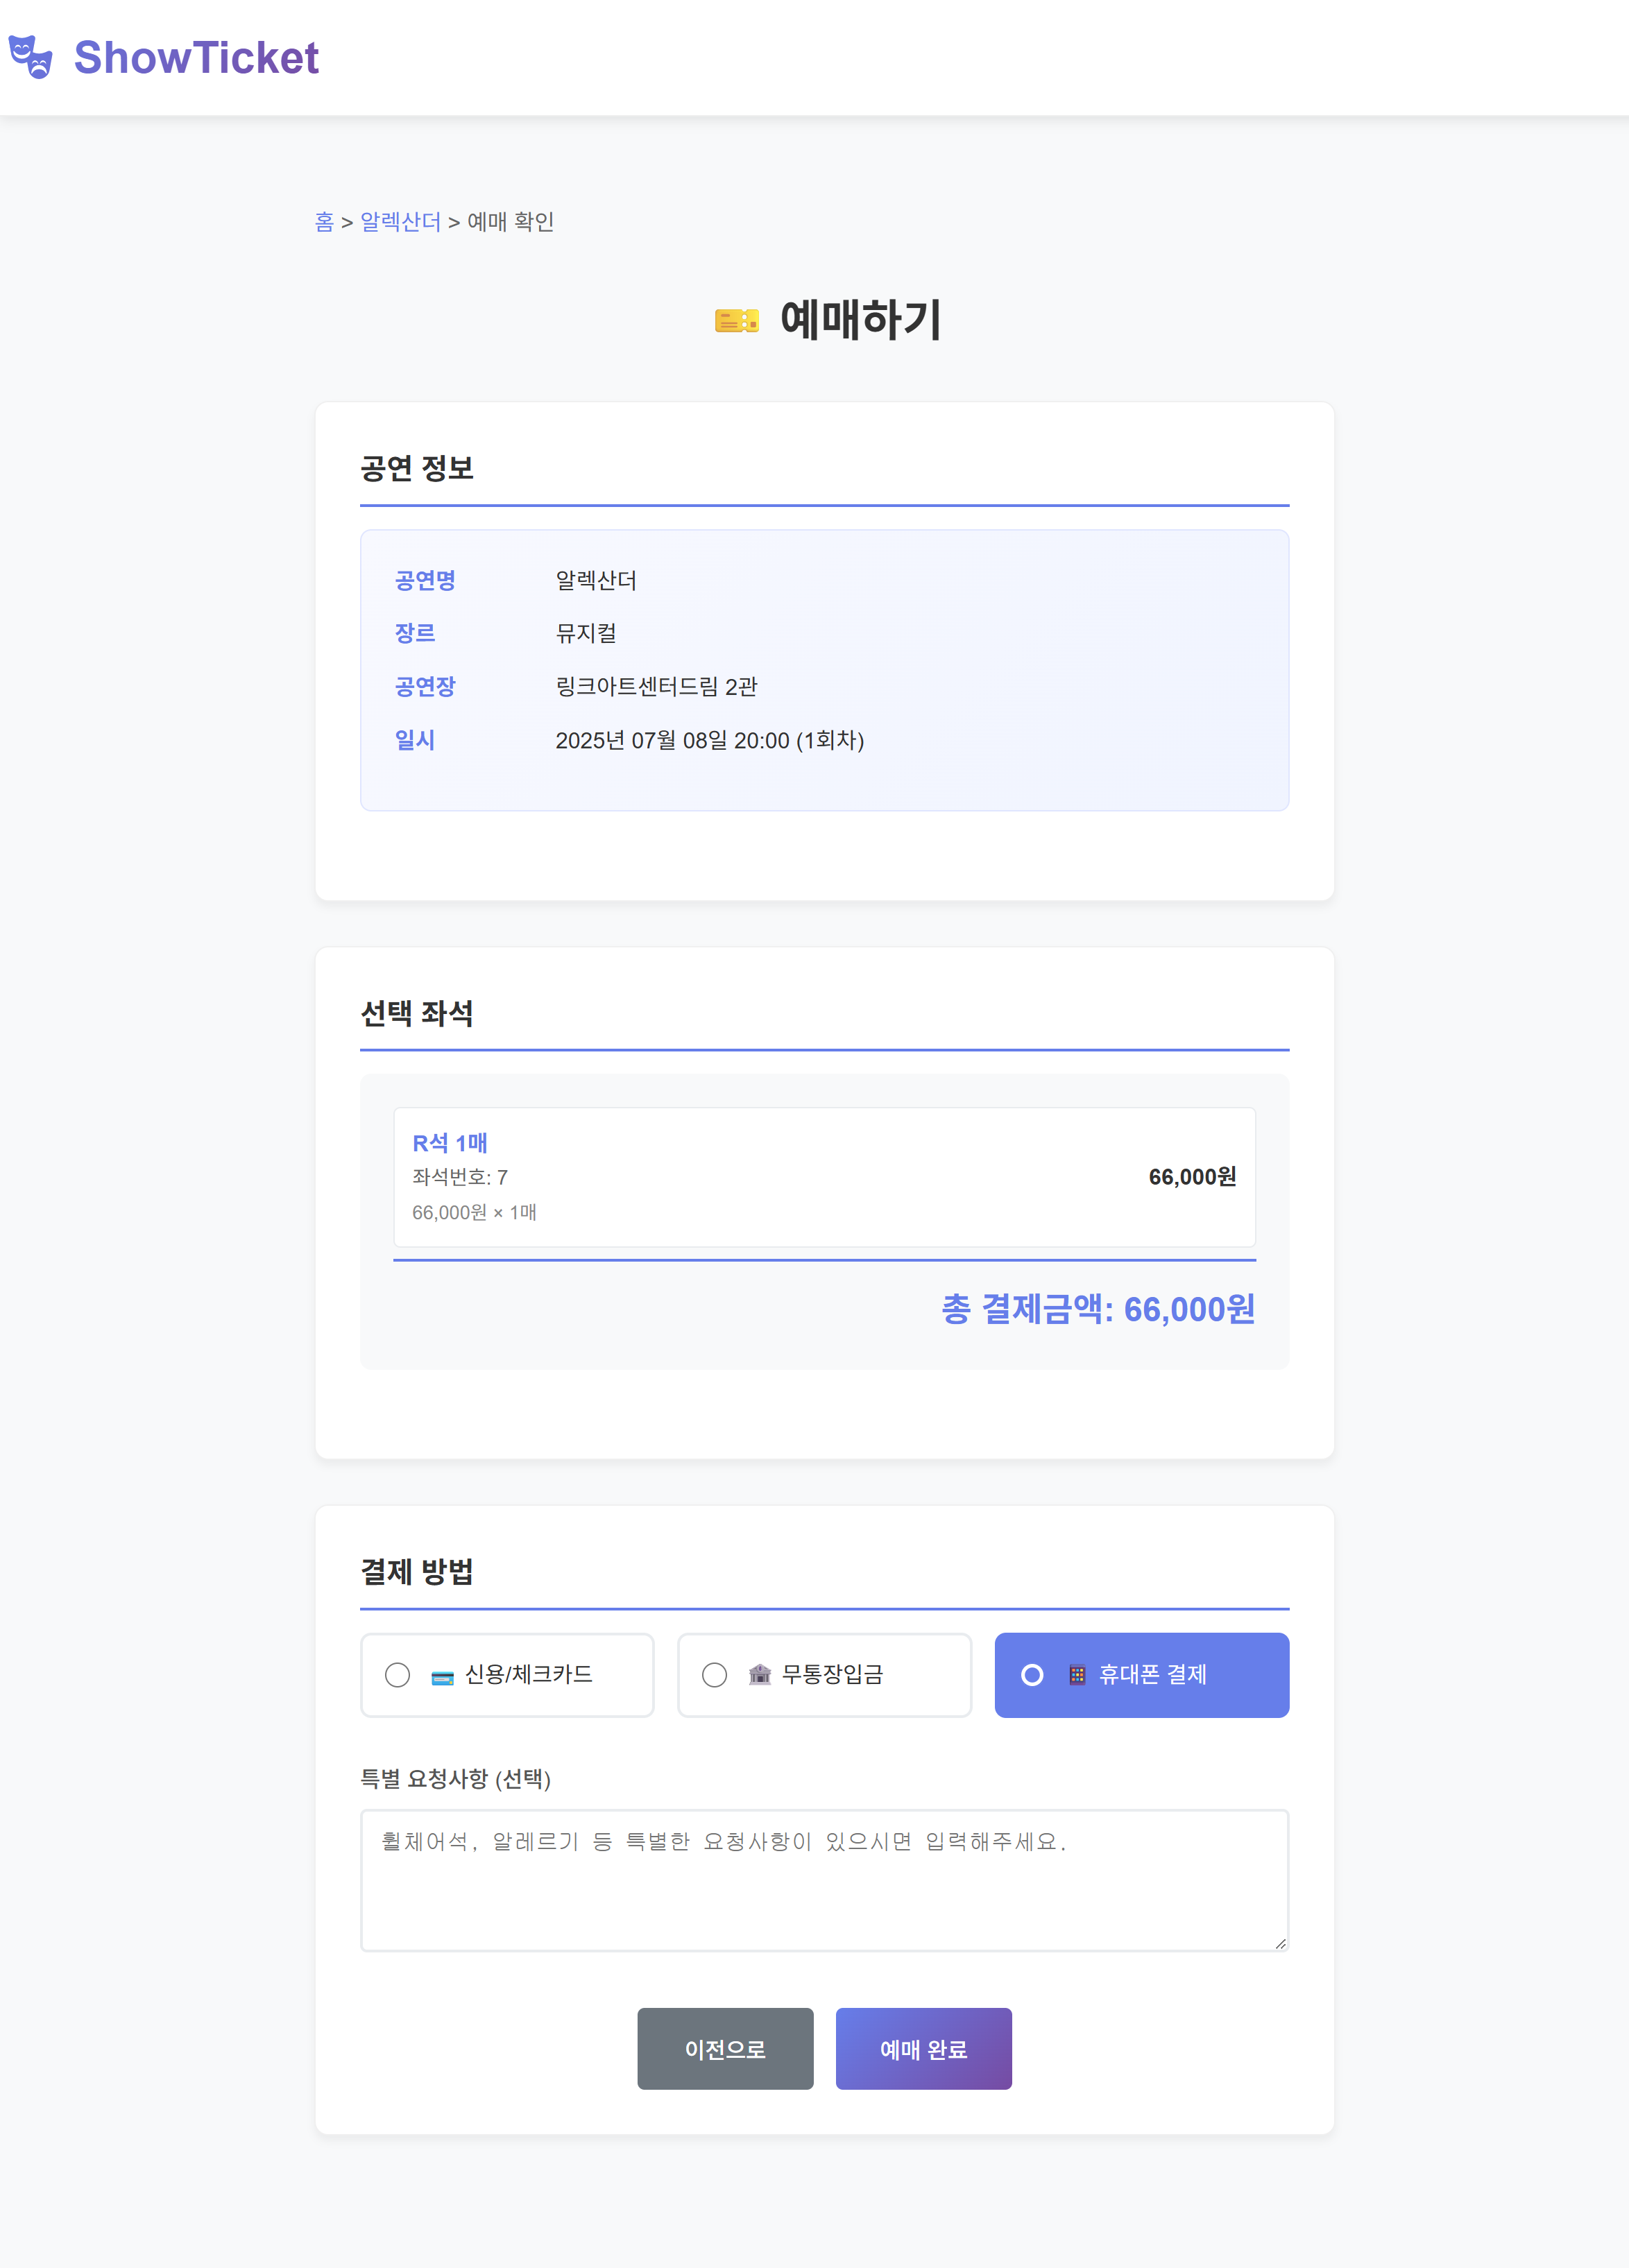 ShowTicket
홈 > 알렉산더 > 예매 확인
예매하기
공연 정보
공연명 알렉산더
장르 뮤지컬
공연장 링크아트센터드림 2관
일시 2025년 07월 08일 20:00 (1회차)
선택 좌석
R석 1매
좌석번호: 7
66,000원
66,000원 × 1매
총 결제금액: 66,000원
결제 방법
신용/체크카드 무통장입금 휴대폰 결제
특별 요청사항 (선택)
휠체어석, 알레르기 등 특별한 요청사항이 있으시면 입력해주세요.
이전으로 예매 완료